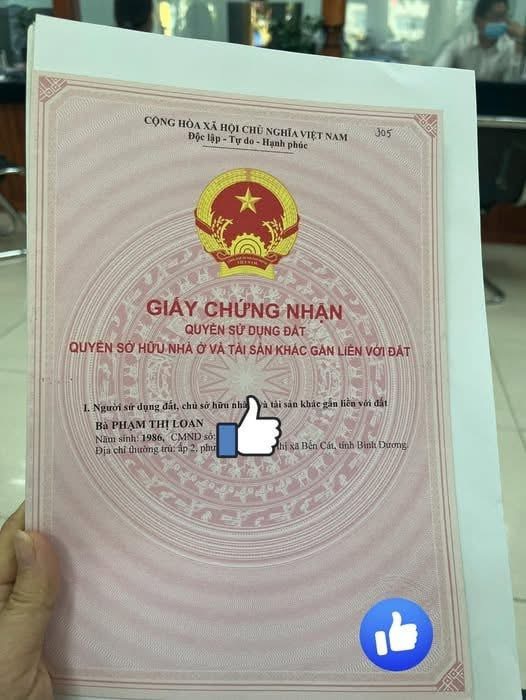 CỘNG HÒA XÃ HỘI CHỦ NGHĨA VIỆT NAM
Độc lập - Tự do - Hạnh phúc
305
VIỆT NAM
GIẤY CHỨNG NHẬN
QUYỀN SỬ DỤNG ĐẤT
QUYỀN SỞ HỮU NHÀ Ở VÀ TÀI SẢN KHÁC GẮN LIỀN VỚI ĐẤT
I. Người sử dụng đất, chủ sở hữu nhà và tài sản khác gắn liền với đất
Bà PHẠM THỊ LOAN
Năm sinh: 1986, CMND số:
Địa chỉ thường trú: ấp 2, thị xã Bến Cát, tỉnh Bình Dương.